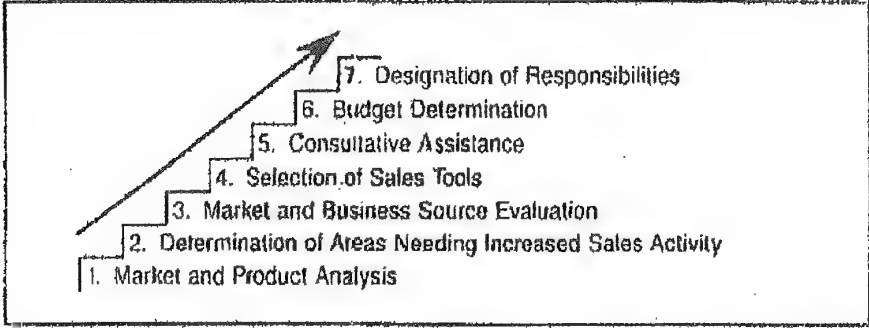 7. Designation of Responsibilities
6. Budget Determination
5. Consultative Assistance
4. Selection of Sales Tools
3. Market and Business Source Evaluation
2. Determination of Areas Needing Increased Sales Activity
1. Market and Product Analysis